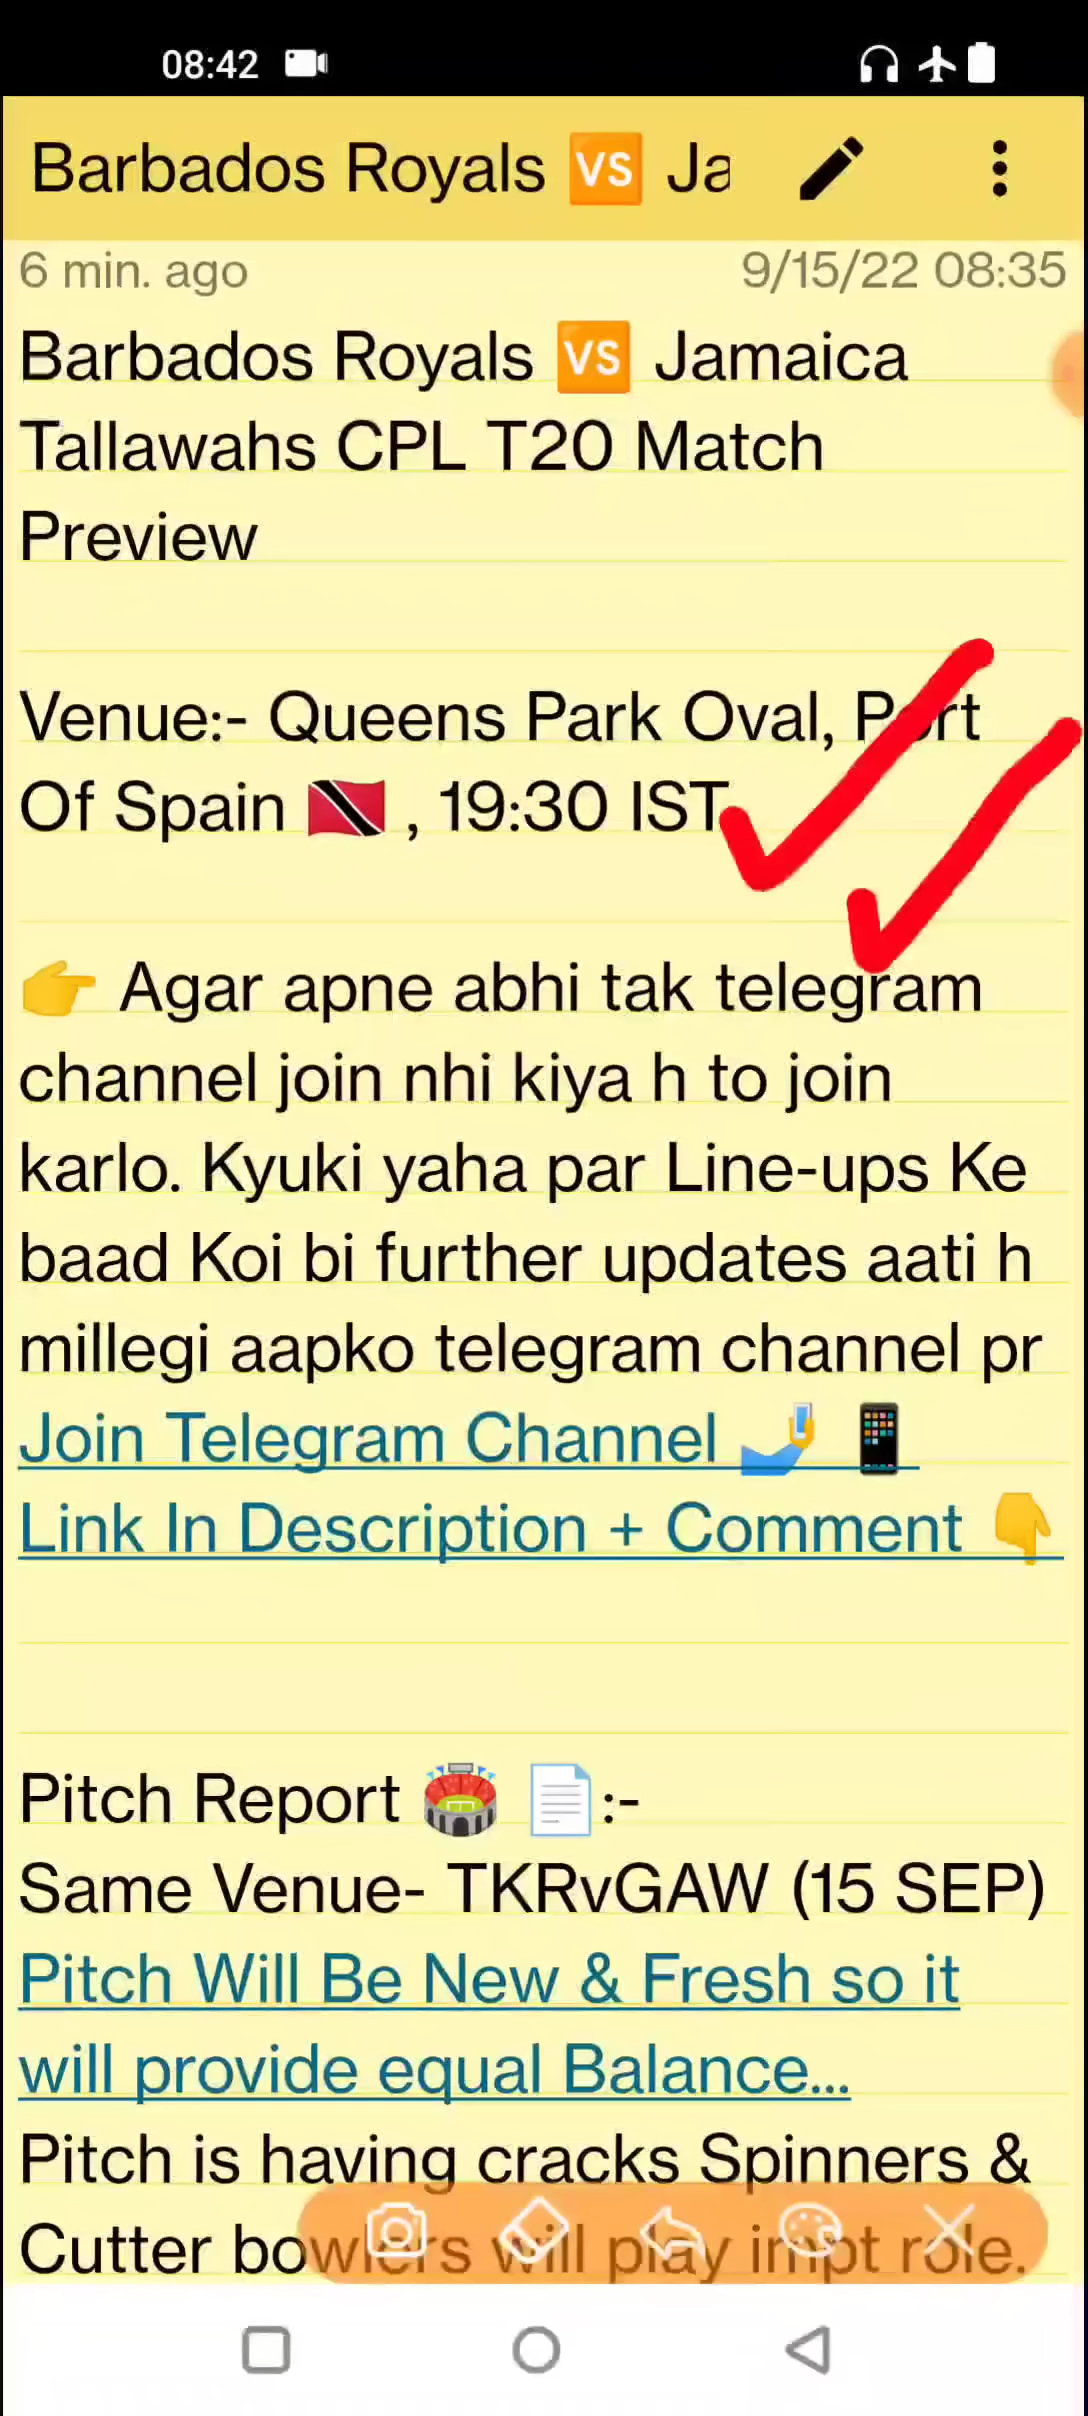 08:42
Barbados Royals 🆚 Ja
6 min. ago 9/15/22 08:35
Barbados Royals 🆚 Jamaica
Tallawahs CPL T20 Match
Preview
Venue:- Queens Park Oval, Port
Of Spain 🇹🇹 , 19:30 IST
👉 Agar apne abhi tak telegram
channel join nhi kiya h to join
karlo. Kyuki yaha par Line-ups Ke
baad Koi bi further updates aati h
millegi aapko telegram channel pr
Join Telegram Channel 🤳 📱
Link In Description + Comment 👇
Pitch Report 🏟 📄:-
Same Venue- TKRvGAW (15 SEP)
Pitch Will Be New & Fresh so it
will provide equal Balance...
Pitch is having cracks Spinners &
Cutter bowlers will play impt role.